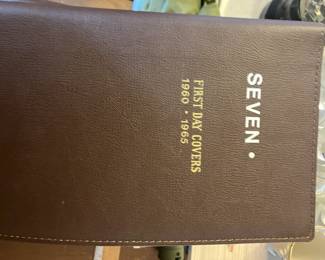 SEVEN •
FIRST DAY COVERS
1960 • 1965